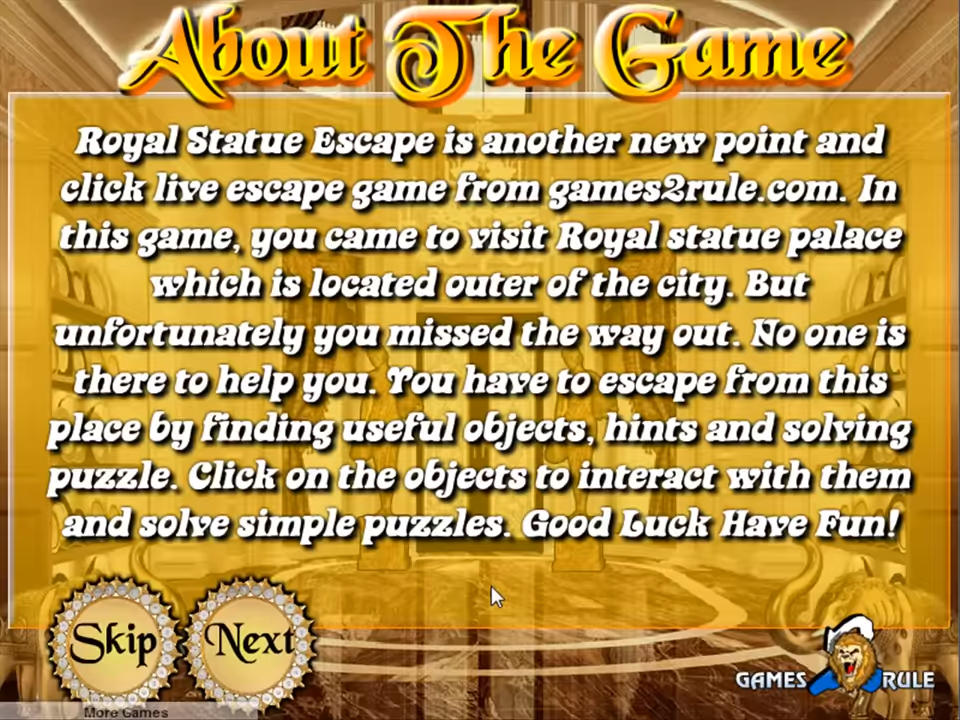 About The Game
Royal Statue Escape is another new point and
click live escape game from games2rule.com. In
this game, you came to visit Royal statue palace
which is located outer of the city. But
unfortunately you missed the way out. No one is
there to help you. You have to escape from this
place by finding useful objects, hints and solving
puzzle. Click on the objects to interact with them
and solve simple puzzles. Good Luck Have Fun!
Skip Next
GAMES RULE
More Games